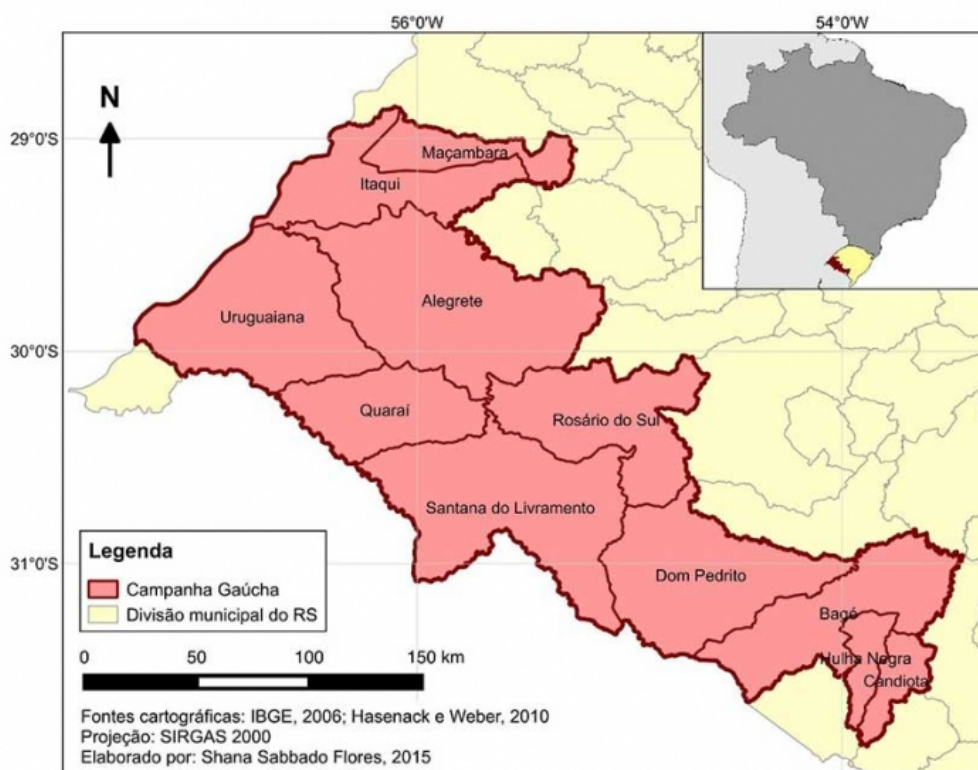 56°0'W
54°0'W
N
29°0'S
Maçambara
Itaqui
Alegrete
Uruguaiana
30°0'S
Quaraí
Rosário do Sul
Santana do Livramento
31°0'S
Dom Pedrito
Bagé
Hulha Negra
Candiota
Legenda
Campanha Gaúcha
Divisão municipal do RS
0 50 100 150 km
Fontes cartográficas: IBGE, 2006; Hasenack e Weber, 2010
Projeção: SIRGAS 2000
Elaborado por: Shana Sabbado Flores, 2015